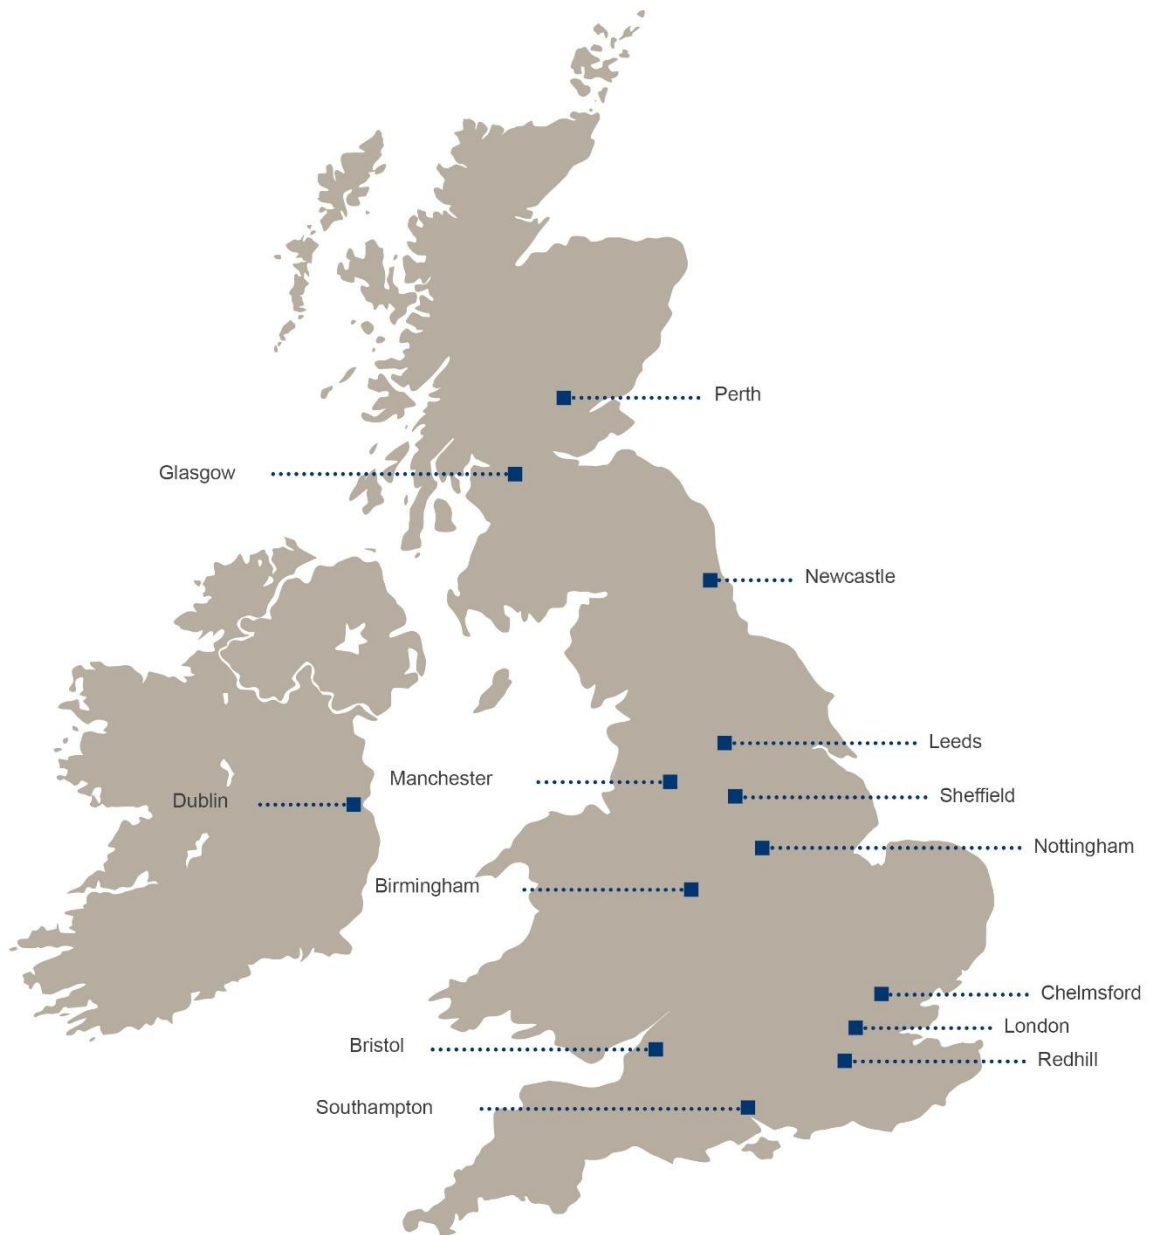 Perth
Glasgow
Newcastle
Leeds
Manchester
Sheffield
Dublin
Nottingham
Birmingham
Chelmsford
London
Bristol
Redhill
Southampton